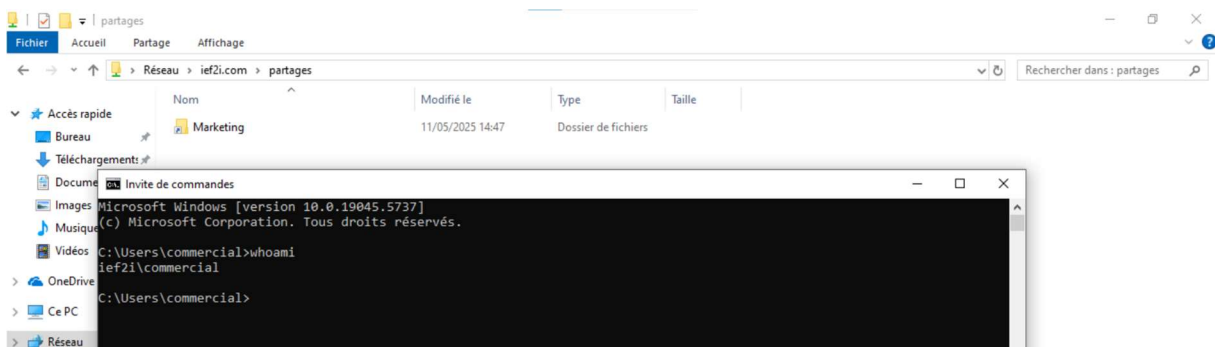 partages
Fichier Accueil Partage Affichage
Réseau > ief2i.com > partages
Rechercher dans : partages
Nom Modifié le Type Taille
Accès rapide
Marketing 11/05/2025 14:47 Dossier de fichiers
Bureau
Téléchargements
Docume
Invite de commandes
Images
Microsoft Windows [version 10.0.19045.5737]
Musique
(c) Microsoft Corporation. Tous droits réservés.
Vidéos
C:\Users\commercial>whoami
ief2i\commercial
OneDrive
C:\Users\commercial>
Ce PC
Réseau